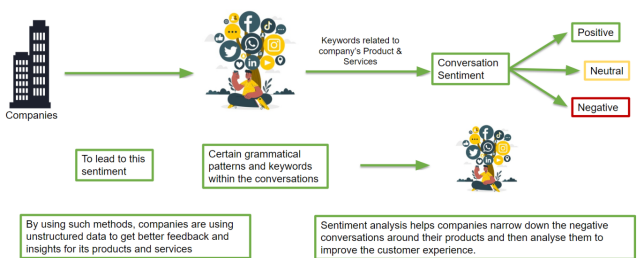 Companies
Keywords related to
company's Product &
Services
Conversation
Sentiment
Positive
Neutral
Negative
To lead to this
sentiment
Certain grammatical
patterns and keywords
within the conversations
By using such methods, companies are using
unstructured data to get better feedback and
insights for its products and services
Sentiment analysis helps companies narrow down the negative
conversations around their products and then analyse them to
improve the customer experience.